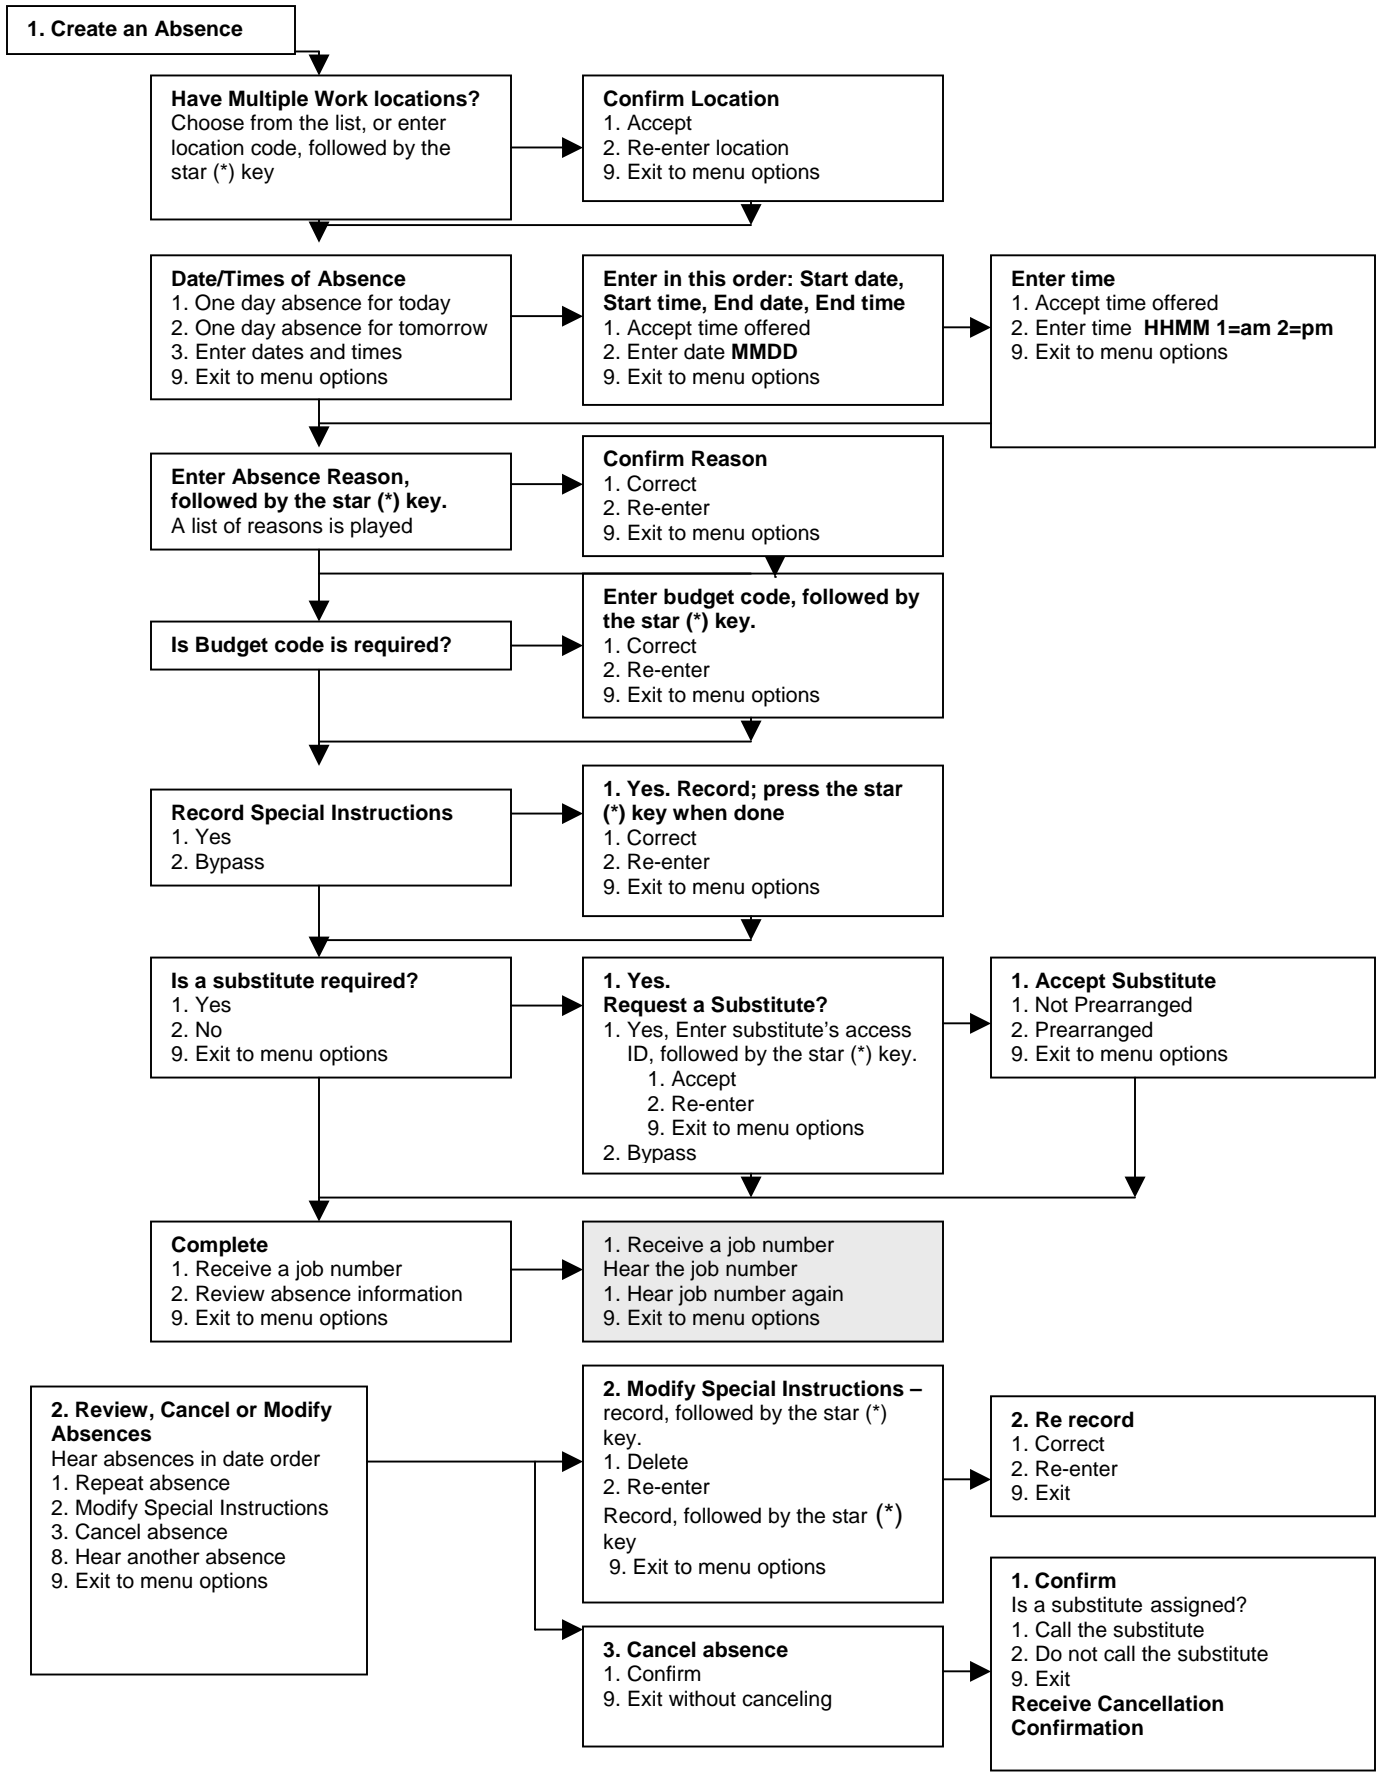 1. Create an Absence
Have Multiple Work locations?
Choose from the list, or enter
location code, followed by the
star (*) key
Confirm Location
1. Accept
2. Re-enter location
9. Exit to menu options
Date/Times of Absence
1. One day absence for today
2. One day absence for tomorrow
3. Enter dates and times
9. Exit to menu options
Enter in this order: Start date,
Start time, End date, End time
1. Accept time offered
2. Enter date MMDD
9. Exit to menu options
Enter time
1. Accept time offered
2. Enter time HHMM 1=am 2=pm
9. Exit to menu options
Enter Absence Reason,
followed by the star (*) key.
A list of reasons is played
Confirm Reason
1. Correct
2. Re-enter
9. Exit to menu options
Is Budget code is required?
Enter budget code, followed by
the star (*) key.
1. Correct
2. Re-enter
9. Exit to menu options
Record Special Instructions
1. Yes
2. Bypass
1. Yes. Record; press the star
(*) key when done
1. Correct
2. Re-enter
9. Exit to menu options
Is a substitute required?
1. Yes
2. No
9. Exit to menu options
1. Yes.
Request a Substitute?
1. Yes, Enter substitute's access
ID, followed by the star (*) key.
1. Accept
2. Re-enter
9. Exit to menu options
2. Bypass
1. Accept Substitute
1. Not Prearranged
2. Prearranged
9. Exit to menu options
Complete
1. Receive a job number
2. Review absence information
9. Exit to menu options
1. Receive a job number
Hear the job number
1. Hear job number again
9. Exit to menu options
2. Review, Cancel or Modify
Absences
Hear absences in date order
1. Repeat absence
2. Modify Special Instructions
3. Cancel absence
8. Hear another absence
9. Exit to menu options
2. Modify Special Instructions –
record, followed by the star (*)
key.
1. Delete
2. Re-enter
Record, followed by the star (*)
key
9. Exit to menu options
2. Re record
1. Correct
2. Re-enter
9. Exit
3. Cancel absence
1. Confirm
9. Exit without canceling
1. Confirm
Is a substitute assigned?
1. Call the substitute
2. Do not call the substitute
9. Exit
Receive Cancellation
Confirmation